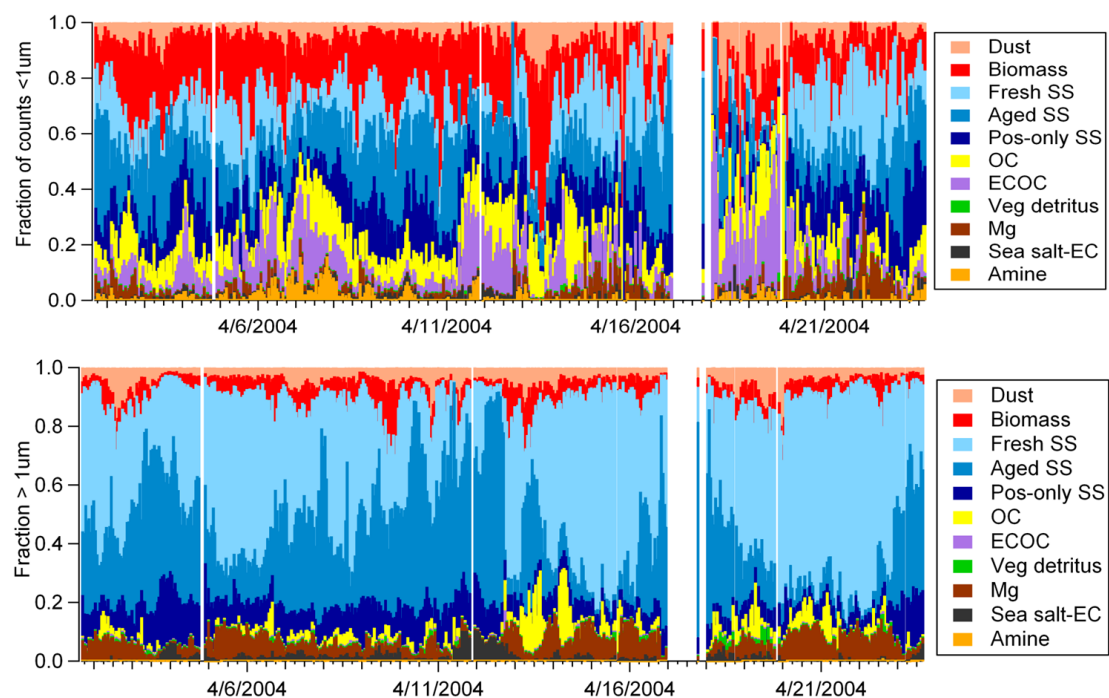 Fraction of counts <1um
1.0
0.8
0.6
0.4
0.2
0.0
4/6/2004
4/11/2004
4/16/2004
4/21/2004
Dust
Biomass
Fresh SS
Aged SS
Pos-only SS
OC
ECOC
Veg detritus
Mg
Sea salt-EC
Amine
Fraction > 1um
1.0
0.8
0.6
0.4
0.2
0.0
4/6/2004
4/11/2004
4/16/2004
4/21/2004
Dust
Biomass
Fresh SS
Aged SS
Pos-only SS
OC
ECOC
Veg detritus
Mg
Sea salt-EC
Amine